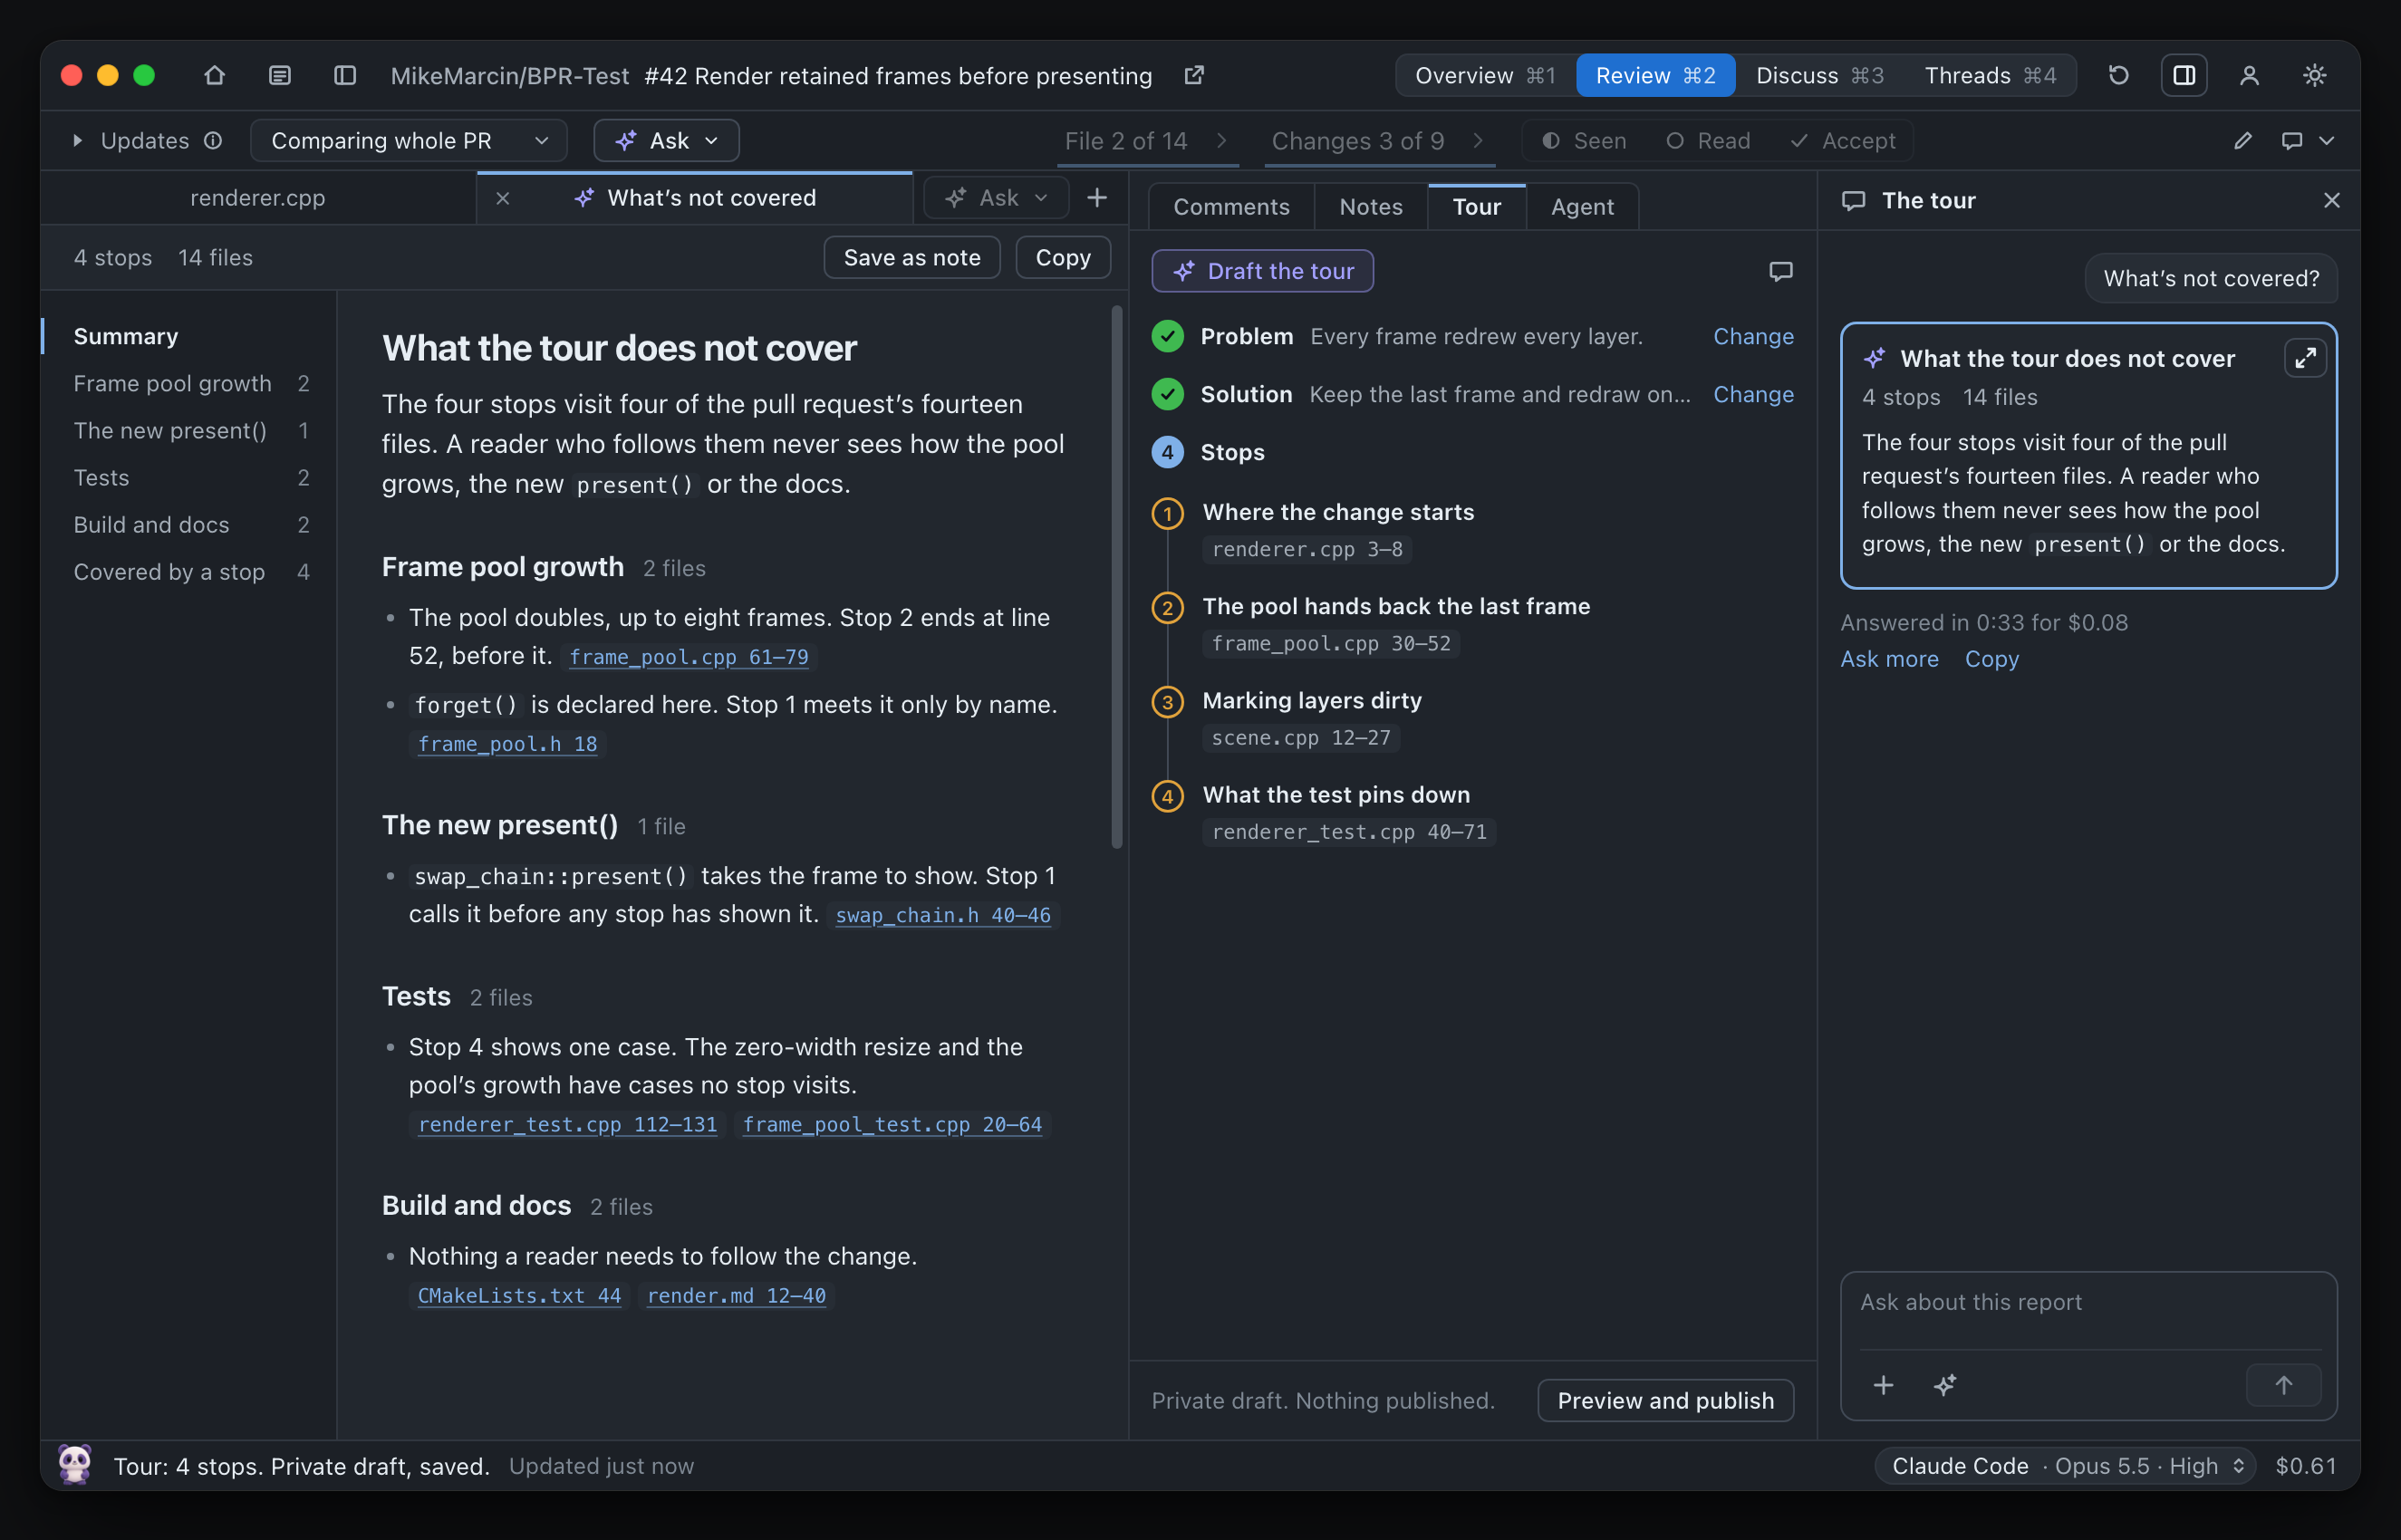 MikeMarcin/BPR-Test #42 Render retained frames before presenting
Overview ⌘1 Review ⌘2 Discuss ⌘3 Threads ⌘4
Updates Comparing whole PR Ask File 2 of 14 Changes 3 of 9 Seen Read Accept
renderer.cpp What’s not covered Ask
4 stops 14 files Save as note Copy
Summary
Frame pool growth 2
The new present() 1
Tests 2
Build and docs 2
Covered by a stop 4
What the tour does not cover
The four stops visit four of the pull request’s fourteen
files. A reader who follows them never sees how the pool
grows, the new present() or the docs.
Frame pool growth 2 files
The pool doubles, up to eight frames. Stop 2 ends at line
52, before it. frame_pool.cpp 61–79
forget() is declared here. Stop 1 meets it only by name.
frame_pool.h 18
The new present() 1 file
swap_chain::present() takes the frame to show. Stop 1
calls it before any stop has shown it. swap_chain.h 40–46
Tests 2 files
Stop 4 shows one case. The zero-width resize and the
pool’s growth have cases no stop visits.
renderer_test.cpp 112–131 frame_pool_test.cpp 20–64
Build and docs 2 files
Nothing a reader needs to follow the change.
CMakeLists.txt 44 render.md 12–40
Comments Notes Tour Agent
Draft the tour
Problem Every frame redrew every layer. Change
Solution Keep the last frame and redraw on... Change
4 Stops
1 Where the change starts
renderer.cpp 3–8
2 The pool hands back the last frame
frame_pool.cpp 30–52
3 Marking layers dirty
scene.cpp 12–27
4 What the test pins down
renderer_test.cpp 40–71
Private draft. Nothing published. Preview and publish
The tour
What’s not covered?
What the tour does not cover
4 stops 14 files
The four stops visit four of the pull
request’s fourteen files. A reader who
follows them never sees how the pool
grows, the new present() or the docs.
Answered in 0:33 for $0.08
Ask more Copy
Ask about this report
Tour: 4 stops. Private draft, saved. Updated just now
Claude Code · Opus 5.5 · High $0.61